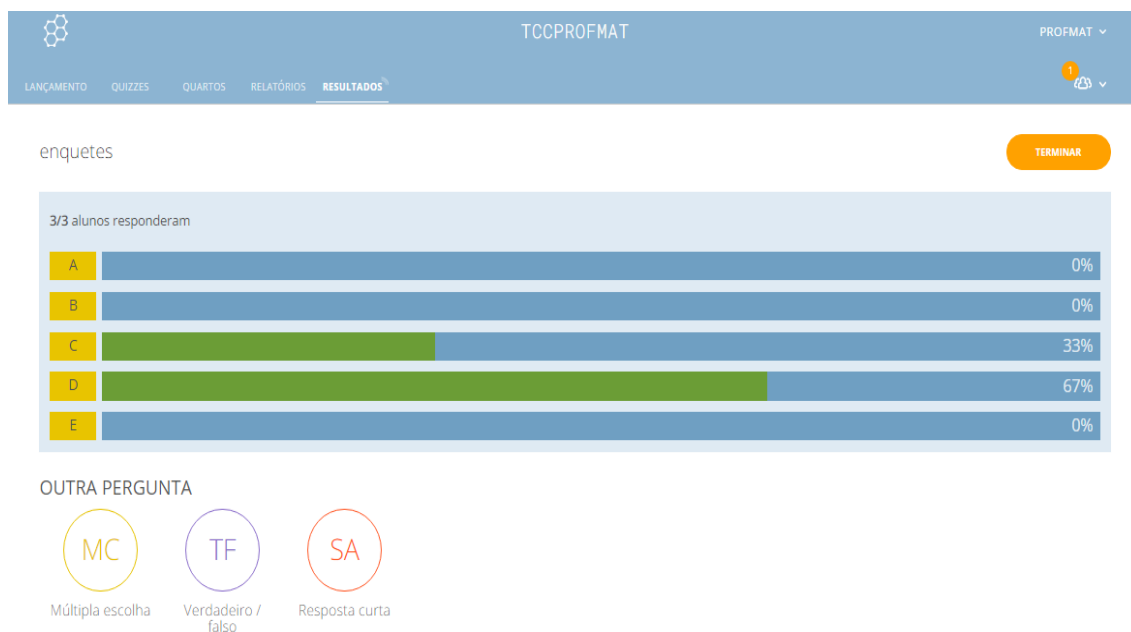 TCCPROFMAT
PROFMAT
1
LANÇAMENTO QUIZZES QUARTOS RELATÓRIOS RESULTADOS
enquetes
TERMINAR
3/3 alunos responderam
A 0%
B 0%
C 33%
D 67%
E 0%
OUTRA PERGUNTA
MC TF SA
Múltipla escolha Verdadeiro / Resposta curta
falso